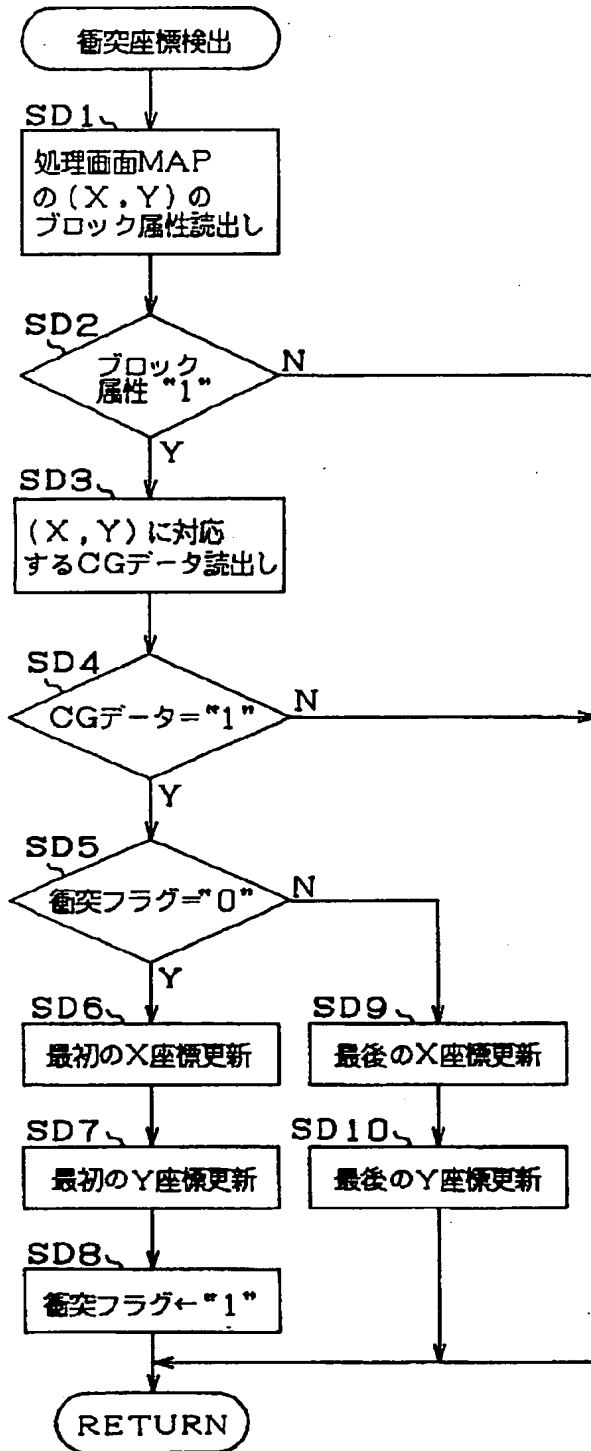 衝突座標検出
SD1
処理画面MAP
の(X,Y)の
ブロック属性読出し
SD2
ブロック
属性"1"
N
Y
SD3
(X,Y)に対応
するCGデータ読出し
SD4
CGデータ="1"
N
Y
SD5
衝突フラグ="0"
N
Y
SD6
最初のX座標更新
SD9
最後のX座標更新
SD7
最初のY座標更新
SD10
最後のY座標更新
SD8
衝突フラグ←"1"
RETURN